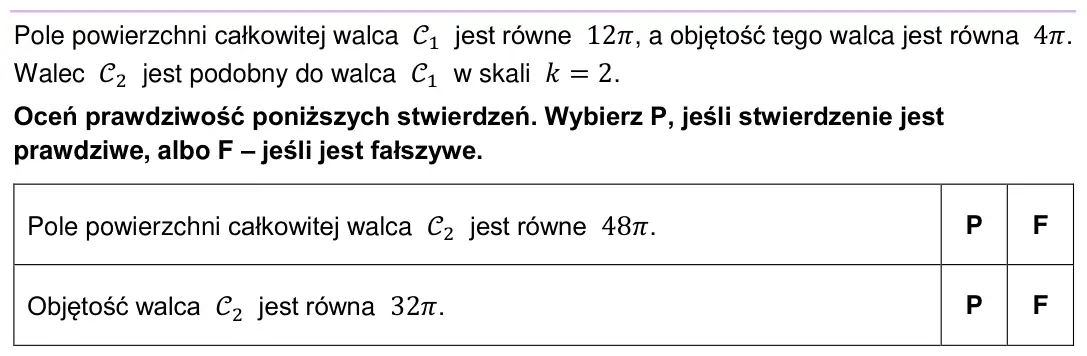 Pole powierzchni całkowitej walca 𝒞₁ jest równe 12π, a objętość tego walca jest równa 4π.
Walec 𝒞₂ jest podobny do walca 𝒞₁ w skali k = 2.
Oceń prawdziwość poniższych stwierdzeń. Wybierz P, jeśli stwierdzenie jest
prawdziwe, albo F – jeśli jest fałszywe.
Pole powierzchni całkowitej walca 𝒞₂ jest równe 48π. P F
Objętość walca 𝒞₂ jest równa 32π. P F